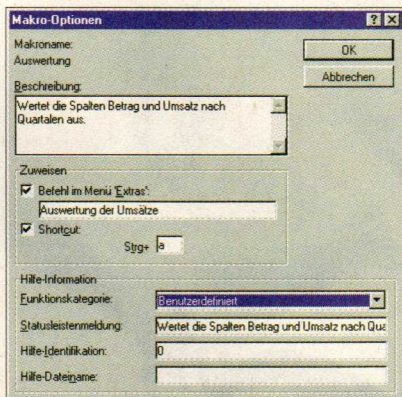 Makro-Optionen
Makroname:
Auswertung
OK
Abbrechen
Beschreibung:
Wertet die Spalten Betrag und Umsatz nach
Quartalen aus.
Zuweisen
Befehl im Menü 'Extras':
Auswertung der Umsätze
Shortcut:
Strg+ a
Hilfe-Information
Funktionskategorie: Benutzerdefiniert
Statusleistenmeldung: Wertet die Spalten Betrag und Umsatz nach Qua
Hilfe-Identifikation: 0
Hilfe-Dateiname: